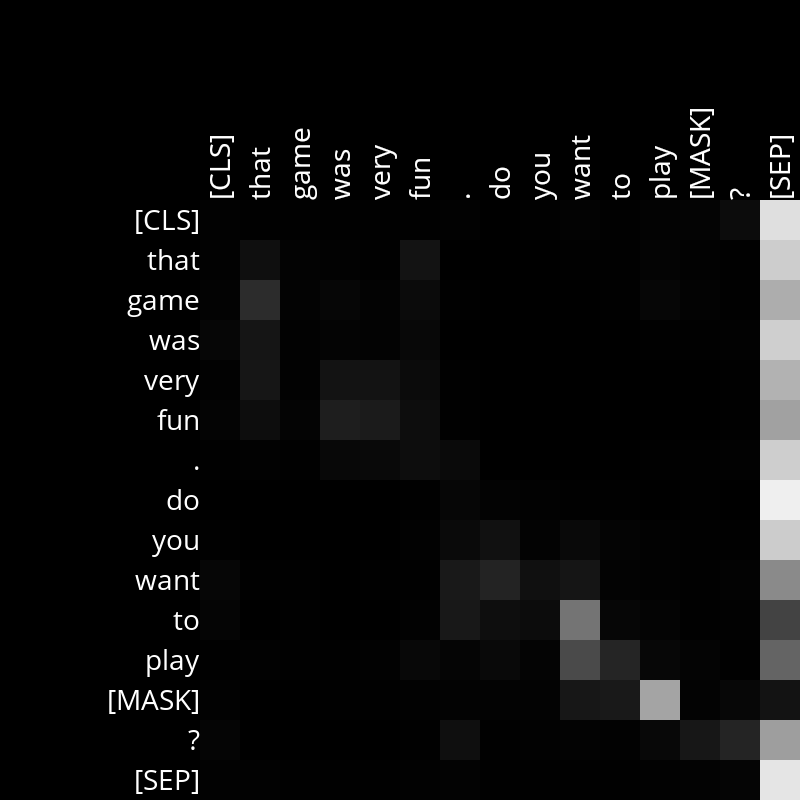 [CLS] that game was very fun . do you want to play [MASK] ? [SEP]
[CLS]
that
game
was
very
fun
.
do
you
want
to
play
[MASK]
?
[SEP]